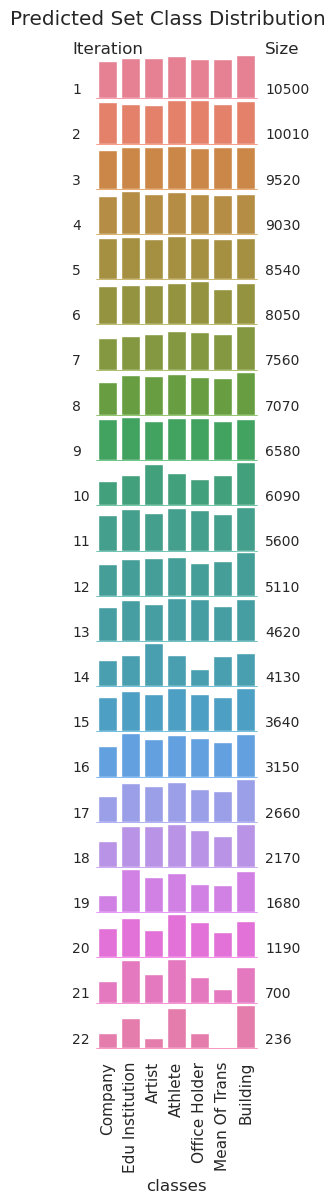 Predicted Set Class Distribution
Iteration Size
1 10500
2 10010
3 9520
4 9030
5 8540
6 8050
7 7560
8 7070
9 6580
10 6090
11 5600
12 5110
13 4620
14 4130
15 3640
16 3150
17 2660
18 2170
19 1680
20 1190
21 700
22 236
Company
Edu Institution
Artist
Athlete
Office Holder
Mean Of Trans
Building
classes